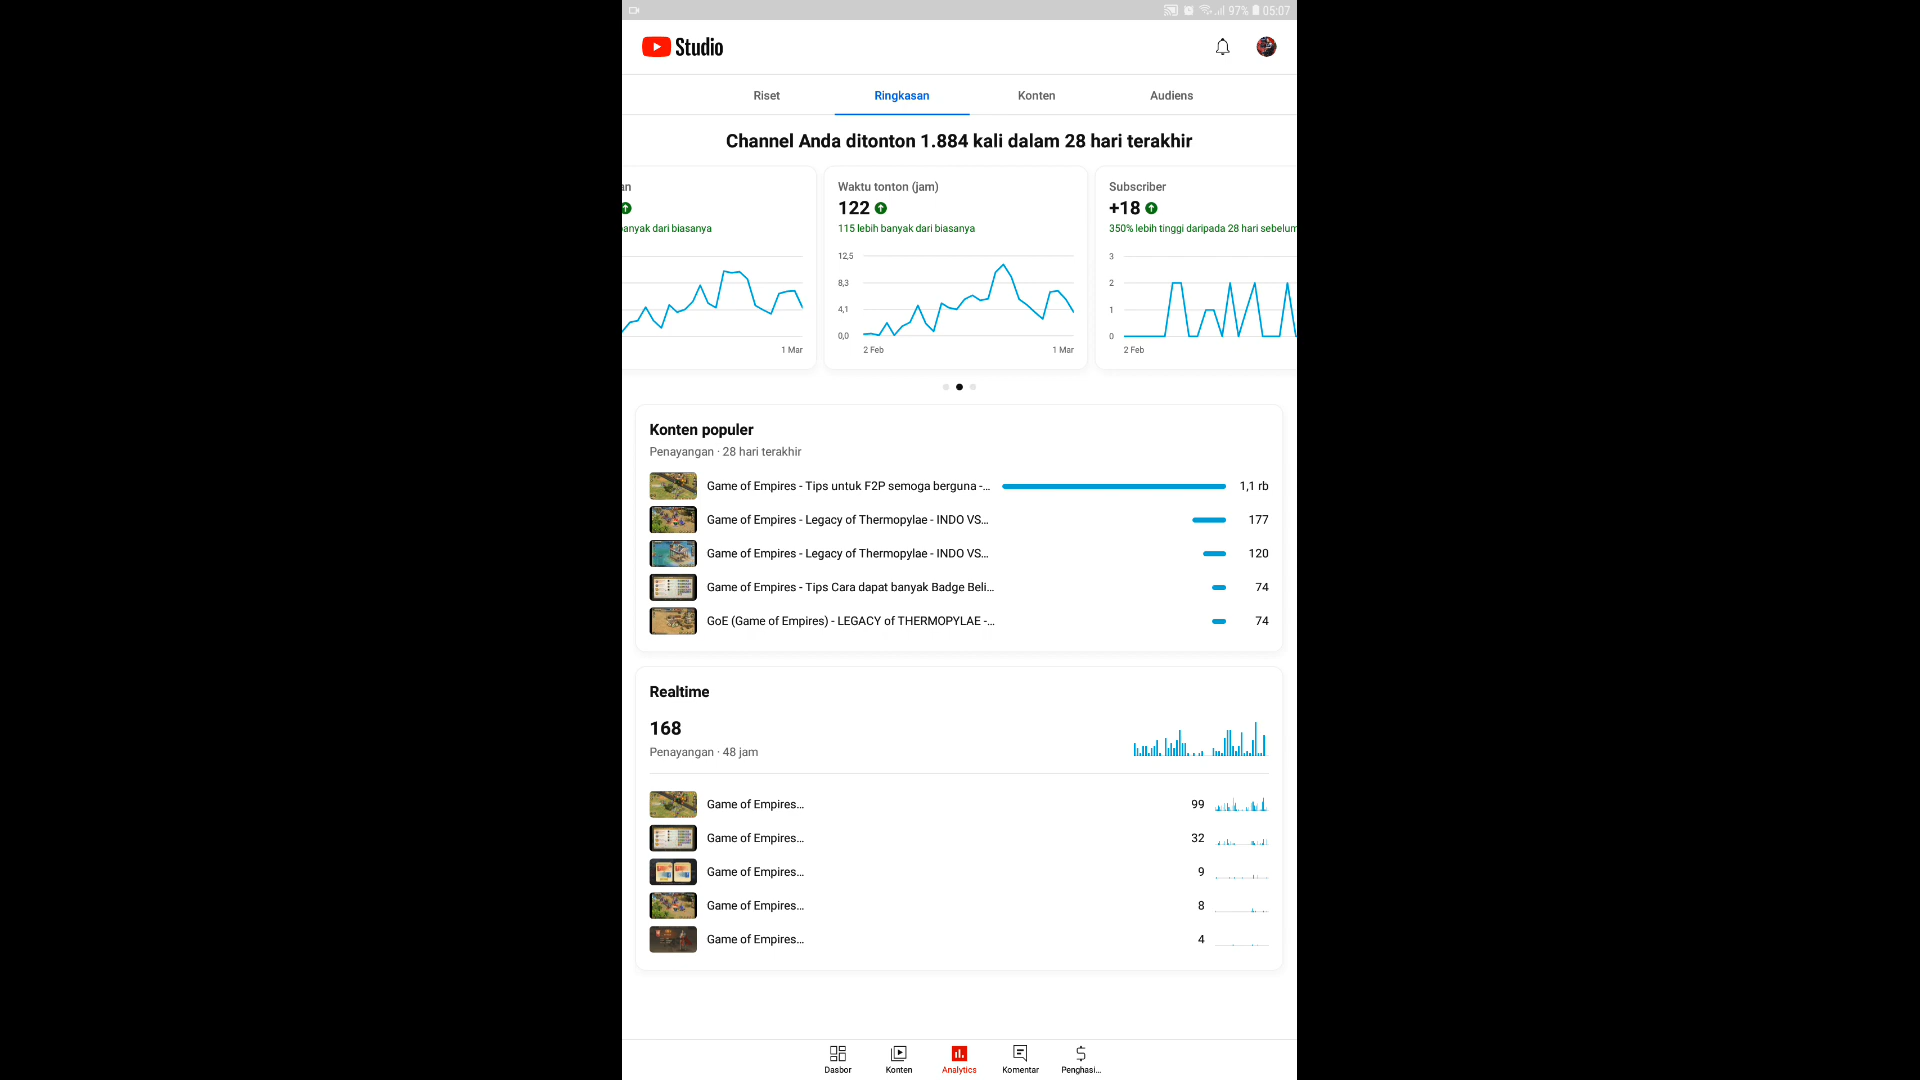 97% 05:07
Studio
Riset Ringkasan Konten Audiens
Channel Anda ditonton 1.884 kali dalam 28 hari terakhir
an
banyak dari biasanya
1 Mar
Waktu tonton (jam)
122
115 lebih banyak dari biasanya
12,5
8,3
4,1
0,0
2 Feb 1 Mar
Subscriber
+18
350% lebih tinggi daripada 28 hari sebelum
3
2
1
0
2 Feb
Konten populer
Penayangan · 28 hari terakhir
Game of Empires - Tips untuk F2P semoga berguna -... 1,1 rb
Game of Empires - Legacy of Thermopylae - INDO VS... 177
Game of Empires - Legacy of Thermopylae - INDO VS... 120
Game of Empires - Tips Cara dapat banyak Badge Beli... 74
GoE (Game of Empires) - LEGACY of THERMOPYLAE -... 74
Realtime
168
Penayangan · 48 jam
Game of Empires... 99
Game of Empires... 32
Game of Empires... 9
Game of Empires... 8
Game of Empires... 4
Dasbor Konten Analytics Komentar Penghasi...